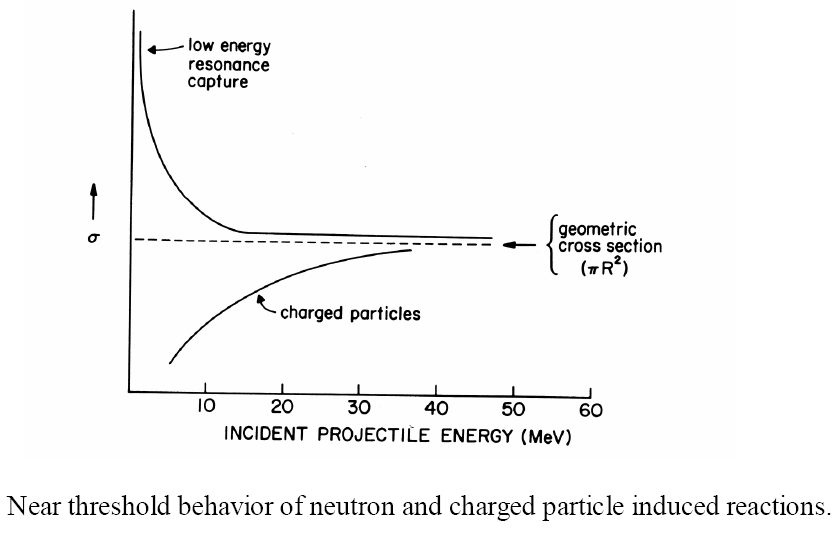 low energy
resonance
capture
σ
geometric
cross section
(πR²)
charged particles
10 20 30 40 50 60
INCIDENT PROJECTILE ENERGY (MeV)
Near threshold behavior of neutron and charged particle induced reactions.